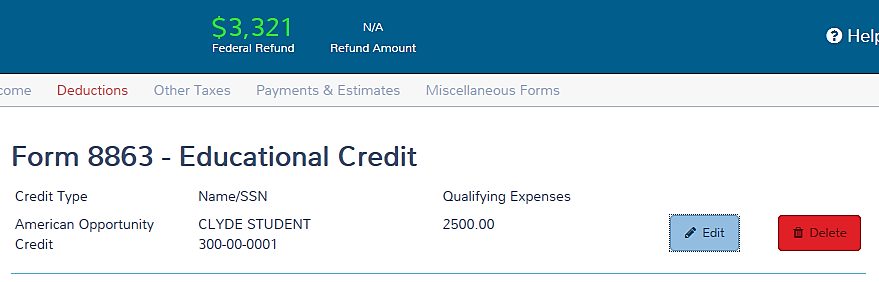 $3,321
Federal Refund
N/A
Refund Amount
Help
come
Deductions
Other Taxes
Payments & Estimates
Miscellaneous Forms
Form 8863 - Educational Credit
Credit Type
Name/SSN
Qualifying Expenses
American Opportunity
Credit
CLYDE STUDENT
300-00-0001
2500.00
Edit
Delete